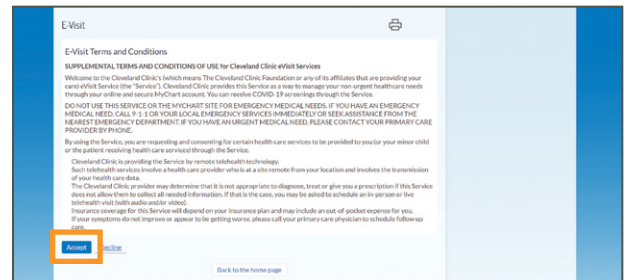 E-Visit
E-Visit Terms and Conditions
SUPPLEMENTAL TERMS AND CONDITIONS OF USE for Cleveland Clinic eVisit Services
Welcome to the Cleveland Clinic's (which means The Cleveland Clinic Foundation or any of its affiliates that are providing your
care) eVisit Service (the "Service"). Cleveland Clinic provides this Service as a way to manage your non-urgent healthcare needs
through your online and secure MyChart account. You can receive COVID-19 screenings through the Service.
DO NOT USE THIS SERVICE OR THE MYCHART SITE FOR EMERGENCY MEDICAL NEEDS. IF YOU HAVE AN EMERGENCY
MEDICAL NEED, CALL 9-1-1 OR YOUR LOCAL EMERGENCY SERVICES IMMEDIATELY OR SEEK ASSISTANCE FROM THE
NEAREST EMERGENCY DEPARTMENT. IF YOU HAVE AN URGENT MEDICAL NEED, PLEASE CONTACT YOUR PRIMARY CARE
PROVIDER BY PHONE.
By using the Service, you are requesting and consenting for certain health care services to be provided to you (or your minor child
or the patient receiving health care services) through the Service.
Cleveland Clinic is providing the Service by remote telehealth technology.
Such telehealth services involve a health care provider who is at a site remote from your location and involves the transmission
of your health care data.
The Cleveland Clinic provider may determine that it is not appropriate to diagnose, treat or give you a prescription if this Service
does not allow them to collect all needed information. If that is the case, you may be asked to schedule an in-person or live
telehealth visit (with audio and/or video).
Insurance coverage for this Service will depend on your insurance plan and may include an out-of-pocket expense for you.
If your symptoms do not improve or appear to be getting worse, please call your primary care physician to schedule follow up
care.
Accept Decline
Back to the home page